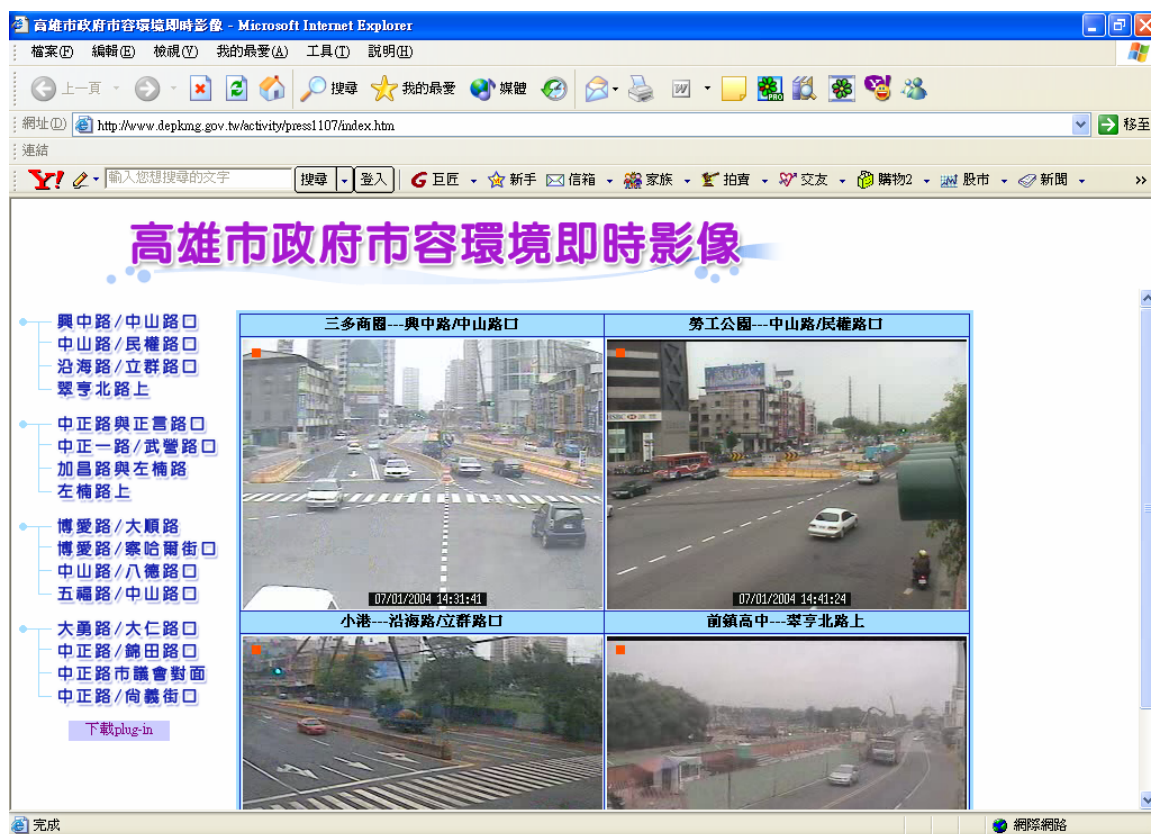 高雄市政府市容環境即時影像 - Microsoft Internet Explorer
檔案(F) 編輯(E) 檢視(V) 我的最愛(A) 工具(T) 說明(H)
上一頁 搜尋 我的最愛 媒體
PRO
網址(D) http://www.depkmg.gov.tw/activity/press1107/index.htm 移至
連結
Y! 輸入您想搜尋的文字 搜尋 登入 巨匠 新手 信箱 家族 拍賣 交友 購物2 股市 新聞 »
高雄市政府市容環境即時影像
興中路/中山路口
中山路/民權路口
沿海路/立群路口
翠亨北路上
中正路與正言路口
中正一路/武營路口
加昌路與左楠路
左楠路上
博愛路/大順路
博愛路/察哈爾街口
中山路/八德路口
五福路/中山路口
大勇路/大仁路口
中正路/錦田路口
中正路市議會對面
中正路/尚義街口
下載plug-in
三多商圈---興中路/中山路口
07/01/2004 14:31:41
勞工公園---中山路/民權路口
HSBC
07/01/2004 14:41:24
小港---沿海路/立群路口
前鎮高中---翠亨北路上
完成
網際網路